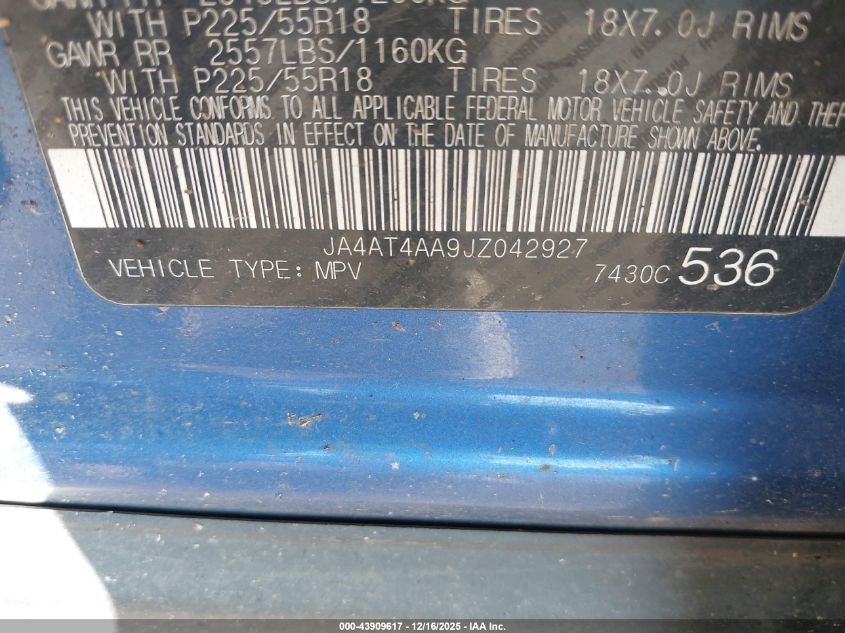 WITH P225/55R18 TIRES 18X7.0J RIMS
GAWR RR 2557LBS/1160KG
WITH P225/55R18 TIRES 18X7.0J RIMS
THIS VEHICLE CONFORMS TO ALL APPLICABLE FEDERAL MOTOR VEHICLE SAFETY AND THEF
PREVENTION STANDARDS IN EFFECT ON THE DATE OF MANUFACTURE SHOWN ABOVE.
JA4AT4AA9JZ042927
VEHICLE TYPE: MPV 7430C 536
000-43909617 - 12/16/2025 - IAA Inc.